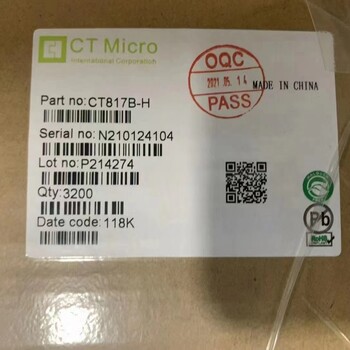 CT Micro
International Corporation
OQC
2021.05.14
PASS
MADE IN CHINA
Part no:CT817B-H
Serial no: N210124104
Lot no:P214274
Qty:3200
Date code: 118K
Pb
RoHS